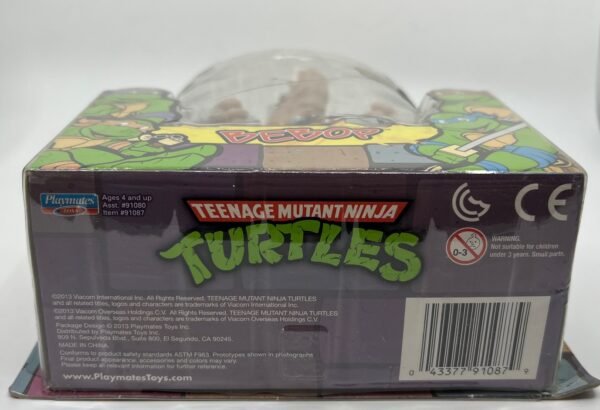 BEBOP
Playmates
TOYS
Ages 4 and up
Asst. #91080
Item #91087
TEENAGE MUTANT NINJA
TURTLES
CE
0-3
WARNING:
Not suitable for children
under 3 years. Small parts.
©2013 Viacom International Inc. All Rights Reserved. TEENAGE MUTANT NINJA TURTLES
and all related titles, logos and characters are trademarks of Viacom International Inc.
©2013 Viacom Overseas Holdings C.V. All Rights Reserved. TEENAGE MUTANT NINJA TURTLES
and all related titles, logos and characters are trademarks of Viacom Overseas Holdings C.V.
Package Design © 2013 Playmates Toys Inc.
Distributed by Playmates Toys Inc.
909 N. Sepulveda Blvd., Suite 800, El Segundo, CA 90245.
MADE IN CHINA.
Conforms to product safety standards ASTM F963. Prototypes shown in photographs.
Final product appearance, accessories and colors may vary.
Please retain all relevant information for further reference.
www.PlaymatesToys.com
0 43377 91087 9